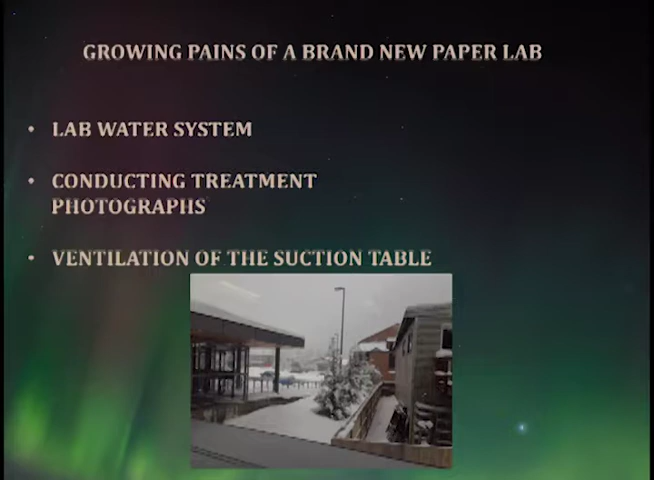 GROWING PAINS OF A BRAND NEW PAPER LAB
• LAB WATER SYSTEM
• CONDUCTING TREATMENT
PHOTOGRAPHS
• VENTILATION OF THE SUCTION TABLE